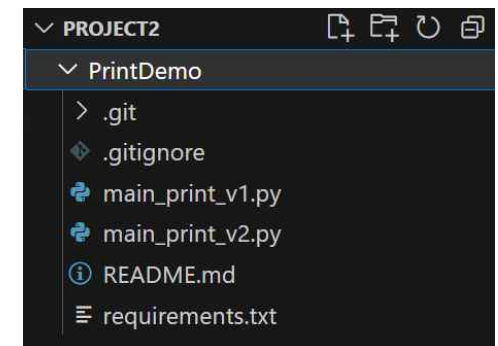 PROJECT2
PrintDemo
.git
.gitignore
main_print_v1.py
main_print_v2.py
README.md
requirements.txt